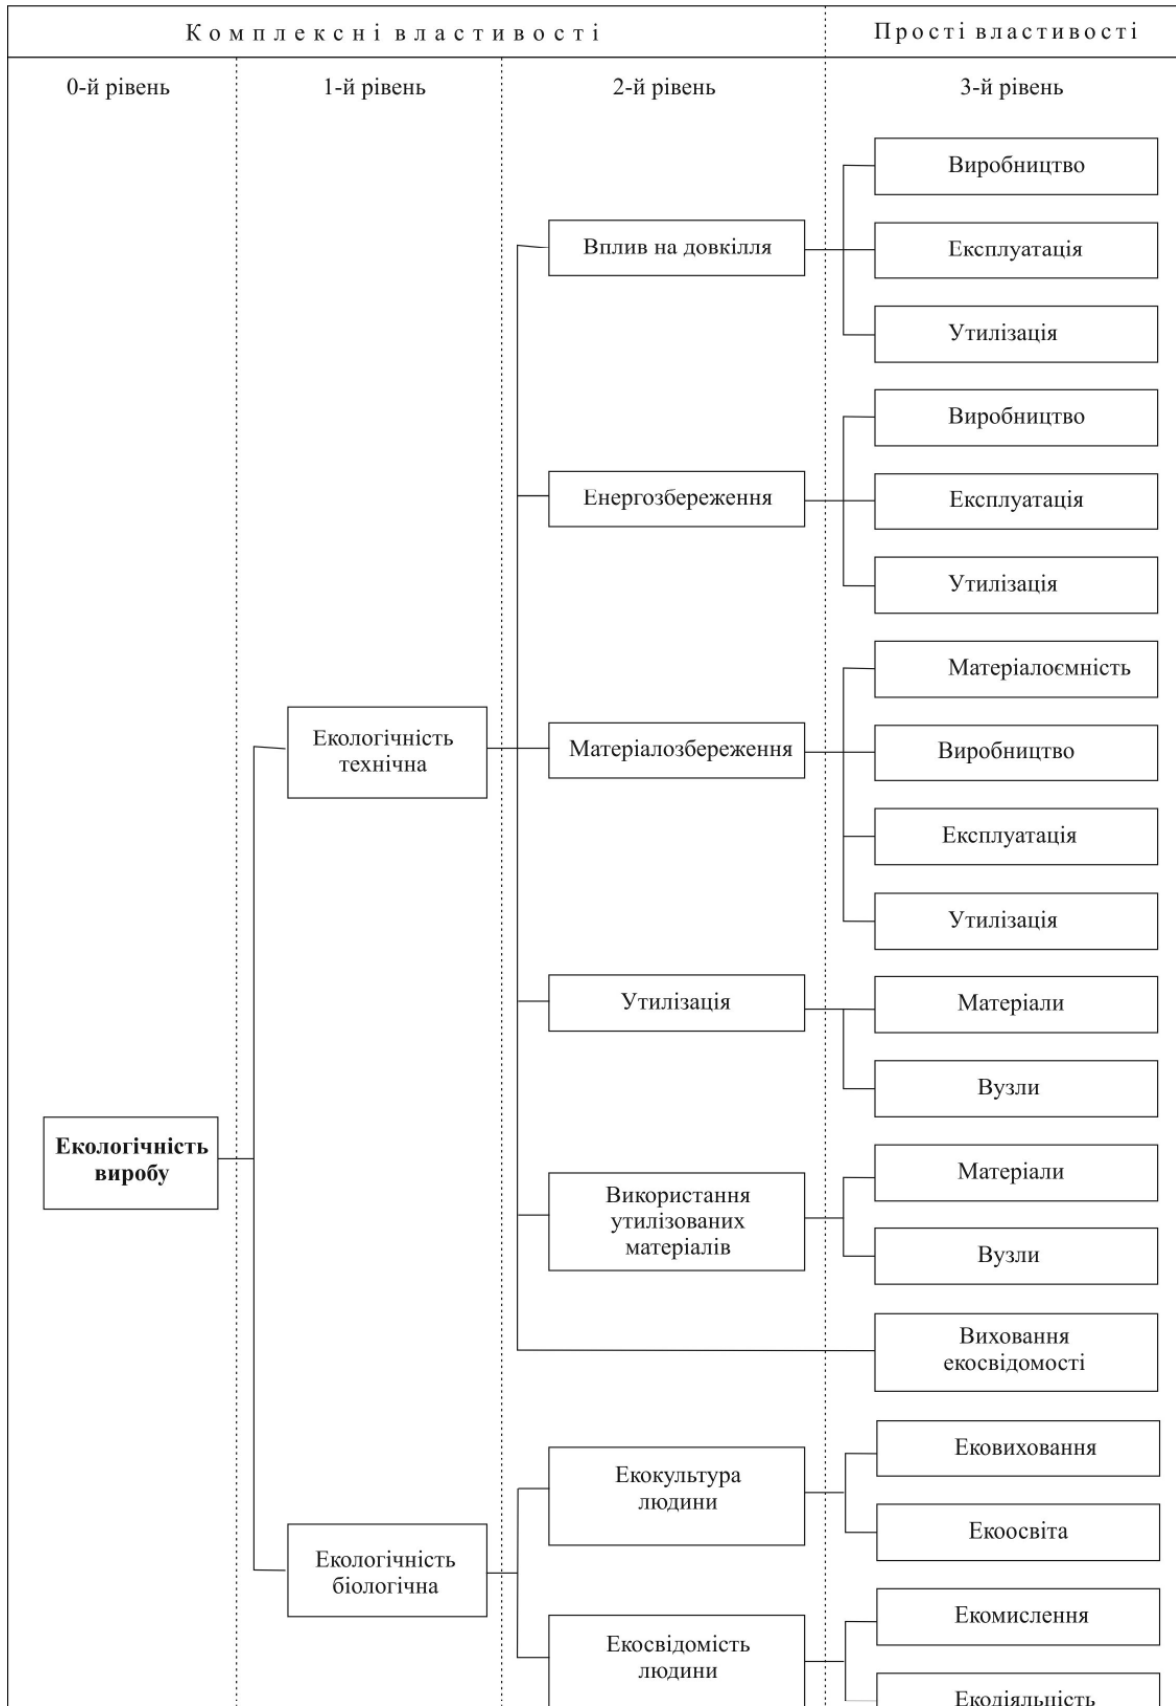 Комплексні властивості
Прості властивості
0-й рівень
1-й рівень
2-й рівень
3-й рівень
Виробництво
Вплив на довкілля
Експлуатація
Утилізація
Виробництво
Енергозбереження
Експлуатація
Утилізація
Матеріалоємність
Екологічність
технічна
Матеріалозбереження
Виробництво
Експлуатація
Утилізація
Утилізація
Матеріали
Вузли
Екологічність
виробу
Використання
утилізованих
матеріалів
Матеріали
Вузли
Виховання
екосвідомості
Екокультура
людини
Ековиховання
Екоосвіта
Екологічність
біологічна
Екосвідомість
людини
Екомислення
Екодіяльність